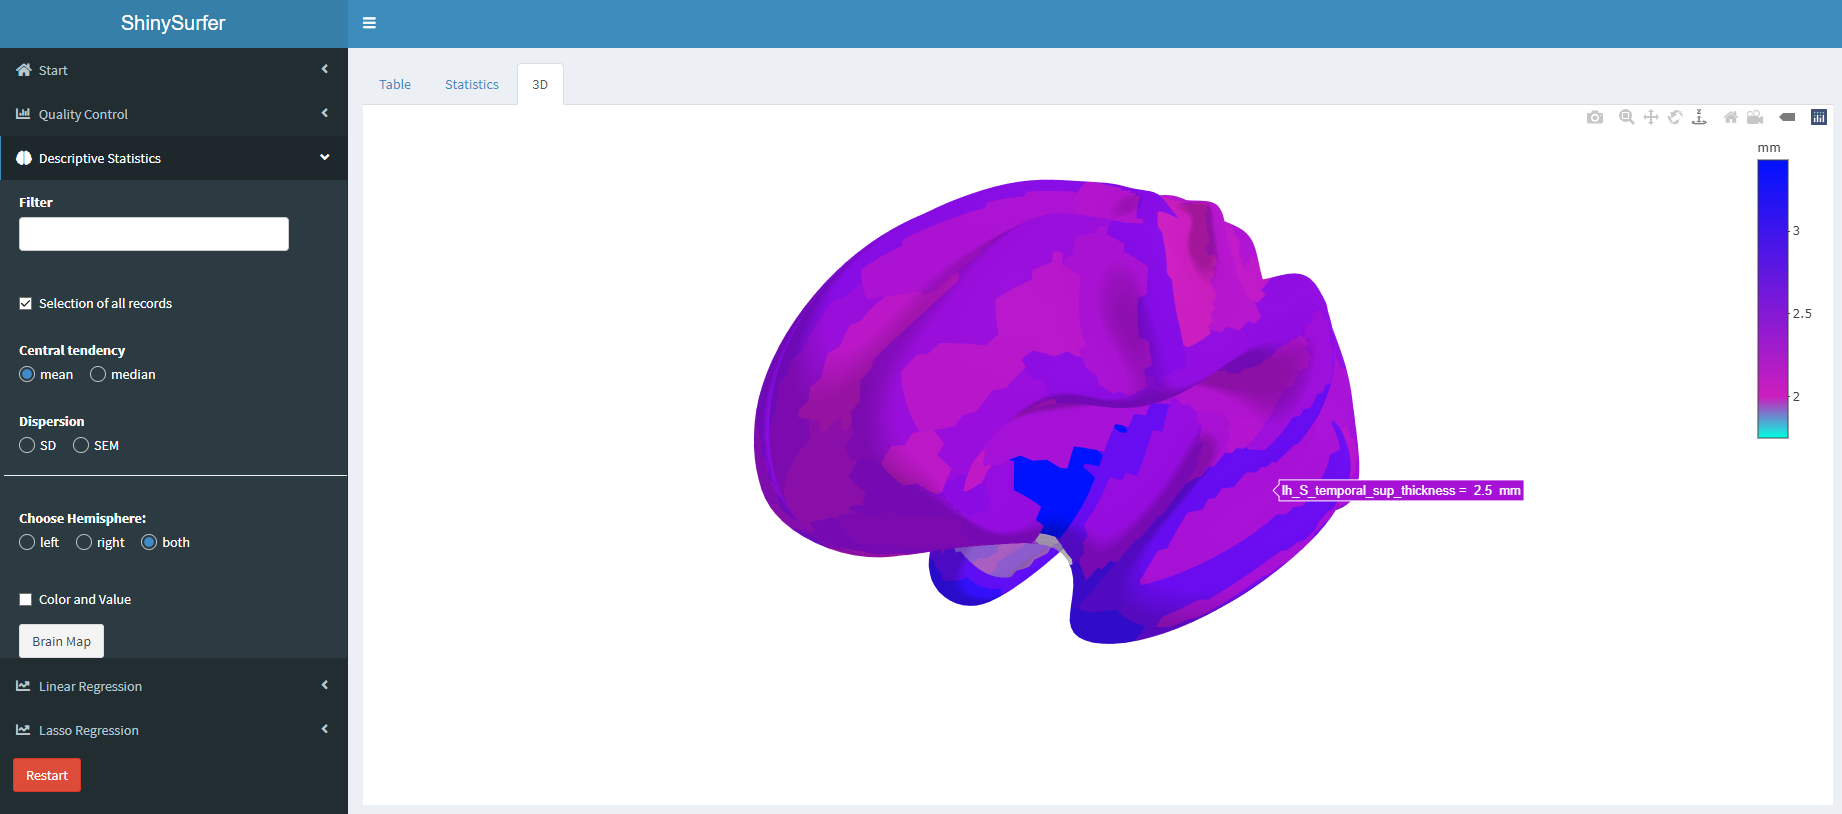 ShinySurfer
Start
Quality Control
Descriptive Statistics
Filter
Selection of all records
Central tendency
mean median
Dispersion
SD SEM
Choose Hemisphere:
left right both
Color and Value
Brain Map
Linear Regression
Lasso Regression
Restart
Table Statistics 3D
mm
3
2.5
2
lh_S_temporal_sup_thickness = 2.5 mm